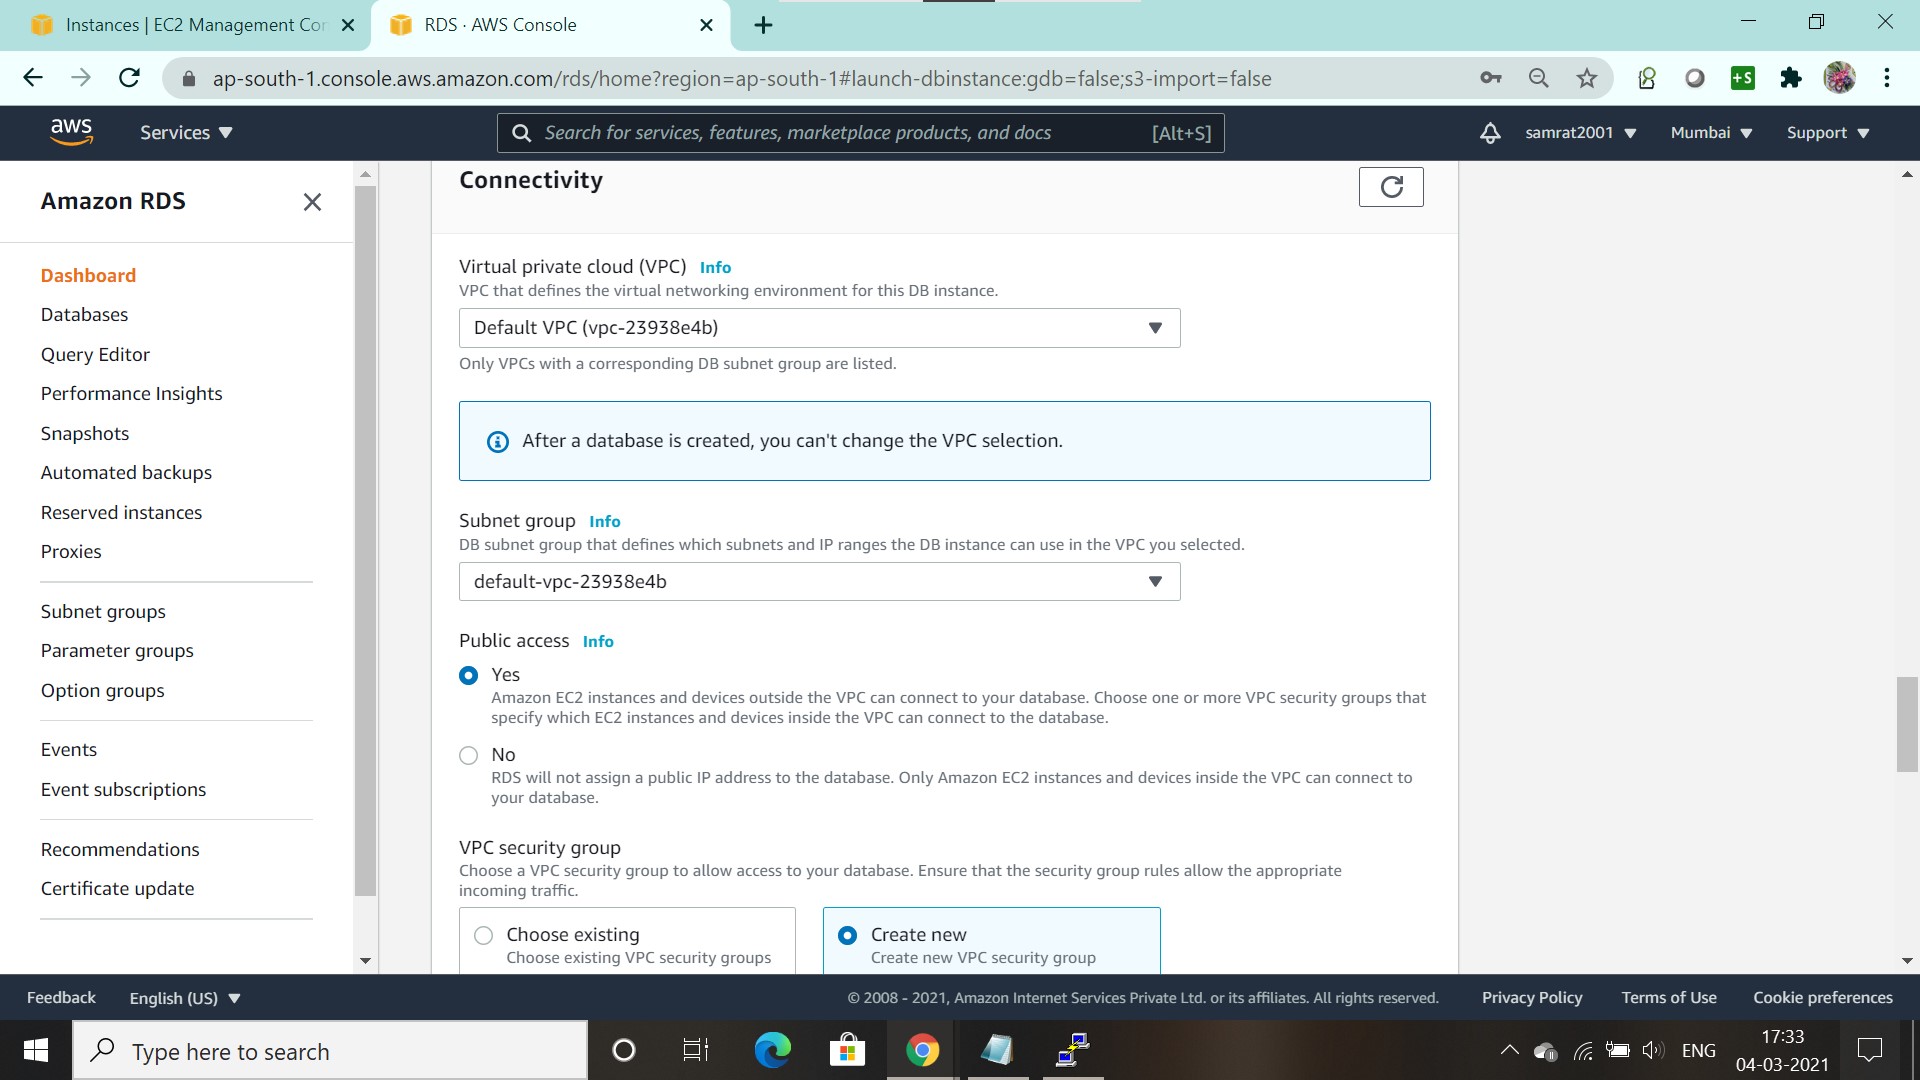 Instances | EC2 Management Con
RDS · AWS Console
ap-south-1.console.aws.amazon.com/rds/home?region=ap-south-1#launch-dbinstance:gdb=false;s3-import=false
+S
aws
Services
Search for services, features, marketplace products, and docs
[Alt+S]
samrat2001
Mumbai
Support
Amazon RDS
Dashboard
Databases
Query Editor
Performance Insights
Snapshots
Automated backups
Reserved instances
Proxies
Subnet groups
Parameter groups
Option groups
Events
Event subscriptions
Recommendations
Certificate update
Connectivity
Virtual private cloud (VPC) Info
VPC that defines the virtual networking environment for this DB instance.
Default VPC (vpc-23938e4b)
Only VPCs with a corresponding DB subnet group are listed.
After a database is created, you can't change the VPC selection.
Subnet group Info
DB subnet group that defines which subnets and IP ranges the DB instance can use in the VPC you selected.
default-vpc-23938e4b
Public access Info
Yes
Amazon EC2 instances and devices outside the VPC can connect to your database. Choose one or more VPC security groups that
specify which EC2 instances and devices inside the VPC can connect to the database.
No
RDS will not assign a public IP address to the database. Only Amazon EC2 instances and devices inside the VPC can connect to
your database.
VPC security group
Choose a VPC security group to allow access to your database. Ensure that the security group rules allow the appropriate
incoming traffic.
Choose existing
Choose existing VPC security groups
Create new
Create new VPC security group
Feedback
English (US)
© 2008 - 2021, Amazon Internet Services Private Ltd. or its affiliates. All rights reserved.
Privacy Policy
Terms of Use
Cookie preferences
Type here to search
ENG
17:33
04-03-2021